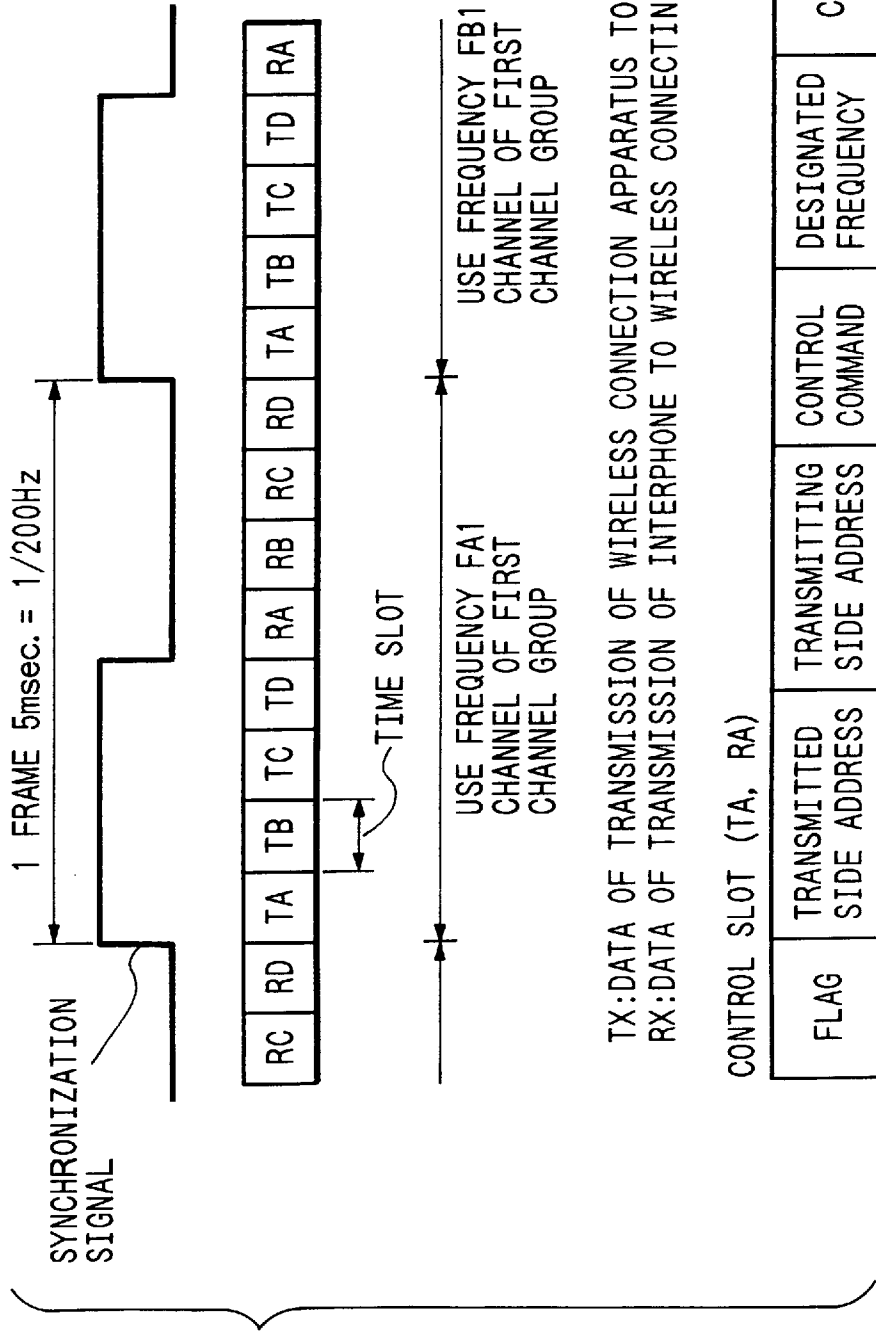 1 FRAME 5msec. = 1/200Hz
SYNCHRONIZATION
SIGNAL
RC RD TA TB TC TD RA RB RC RD TA TB TC TD RA
TIME SLOT
USE FREQUENCY FA1
CHANNEL OF FIRST
CHANNEL GROUP
USE FREQUENCY FB1
CHANNEL OF FIRST
CHANNEL GROUP
TX:DATA OF TRANSMISSION OF WIRELESS CONNECTION APPARATUS TO
RX:DATA OF TRANSMISSION OF INTERPHONE TO WIRELESS CONNECTIN
CONTROL SLOT (TA, RA)
FLAG
TRANSMITTED
SIDE ADDRESS
TRANSMITTING
SIDE ADDRESS
CONTROL
COMMAND
DESIGNATED
FREQUENCY
C